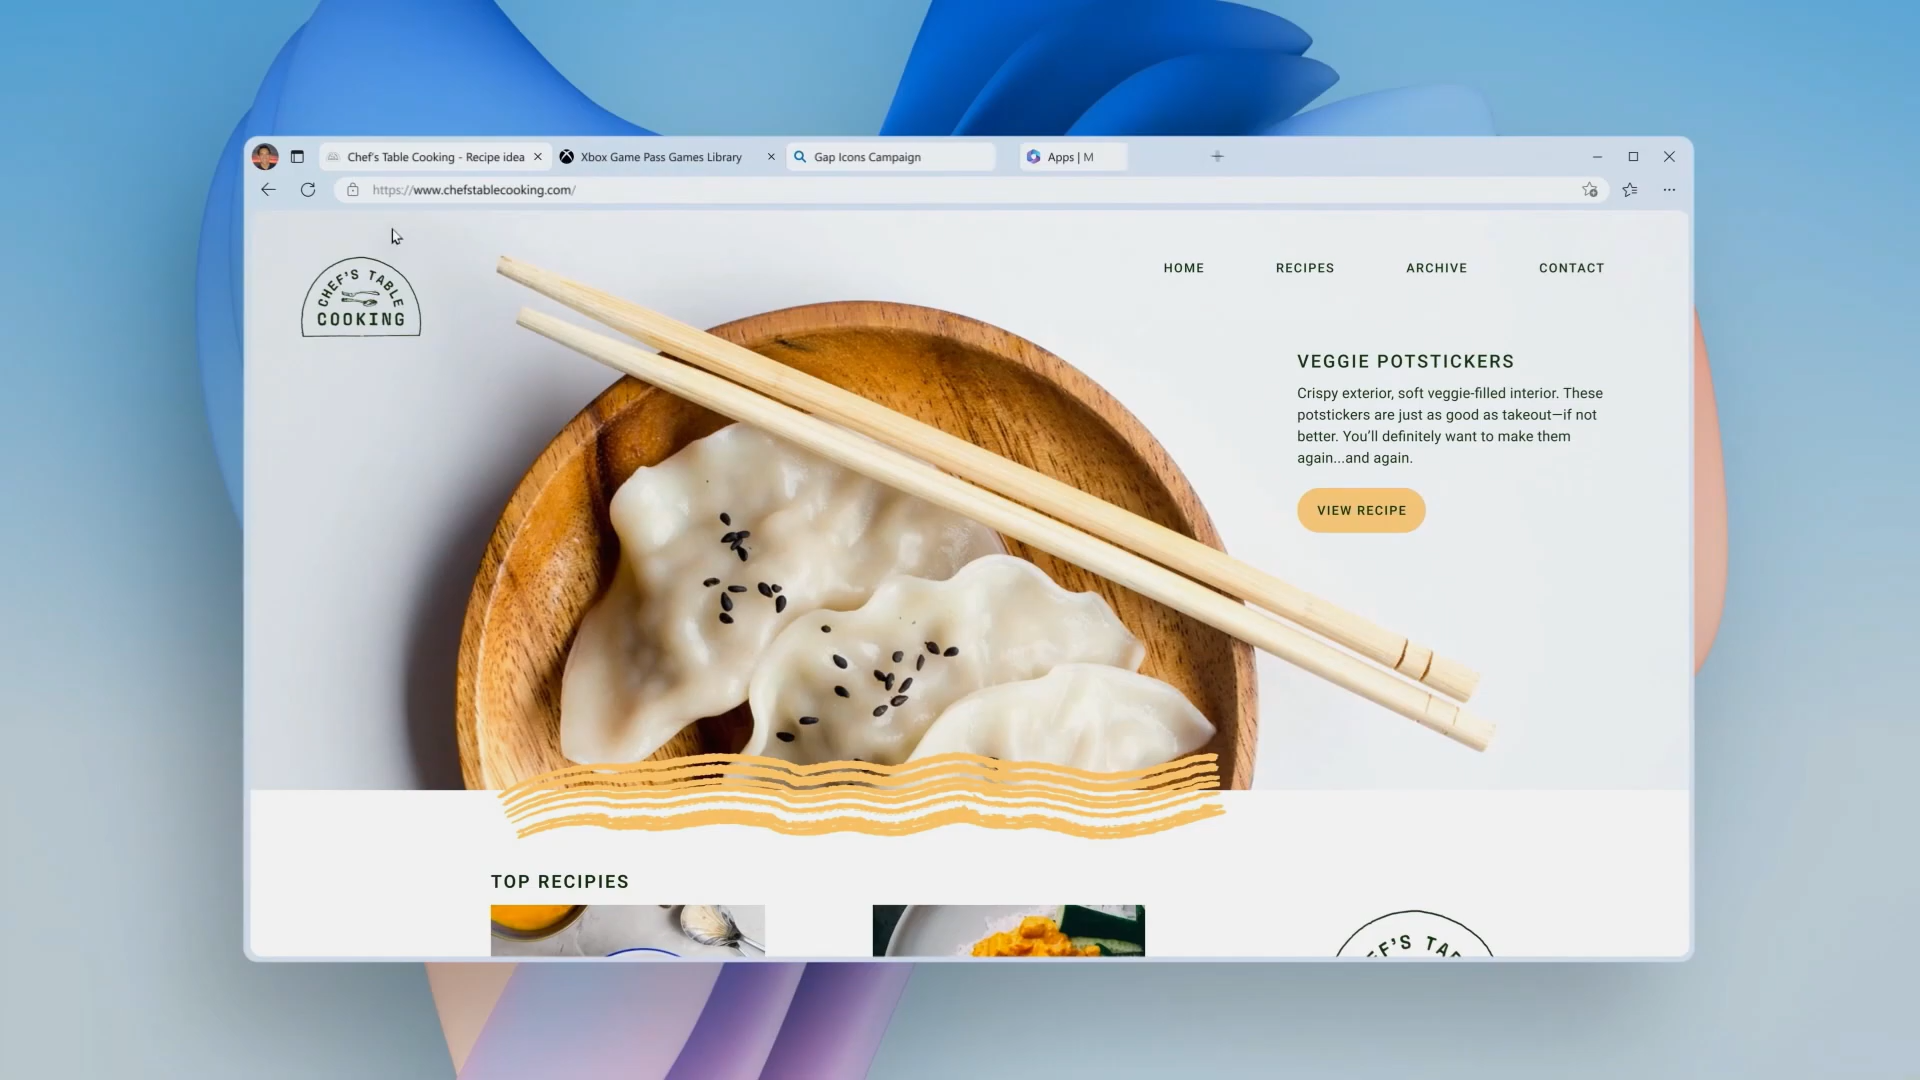 Chef's Table Cooking - Recipe idea
Xbox Game Pass Games Library
Gap Icons Campaign
Apps | M
https://www.chefstablecooking.com/
CHEF'S TABLE
COOKING
HOME
RECIPES
ARCHIVE
CONTACT
VEGGIE POTSTICKERS
Crispy exterior, soft veggie-filled interior. These
potstickers are just as good as takeout—if not
better. You'll definitely want to make them
again...and again.
VIEW RECIPE
TOP RECIPIES
EF'S TAB